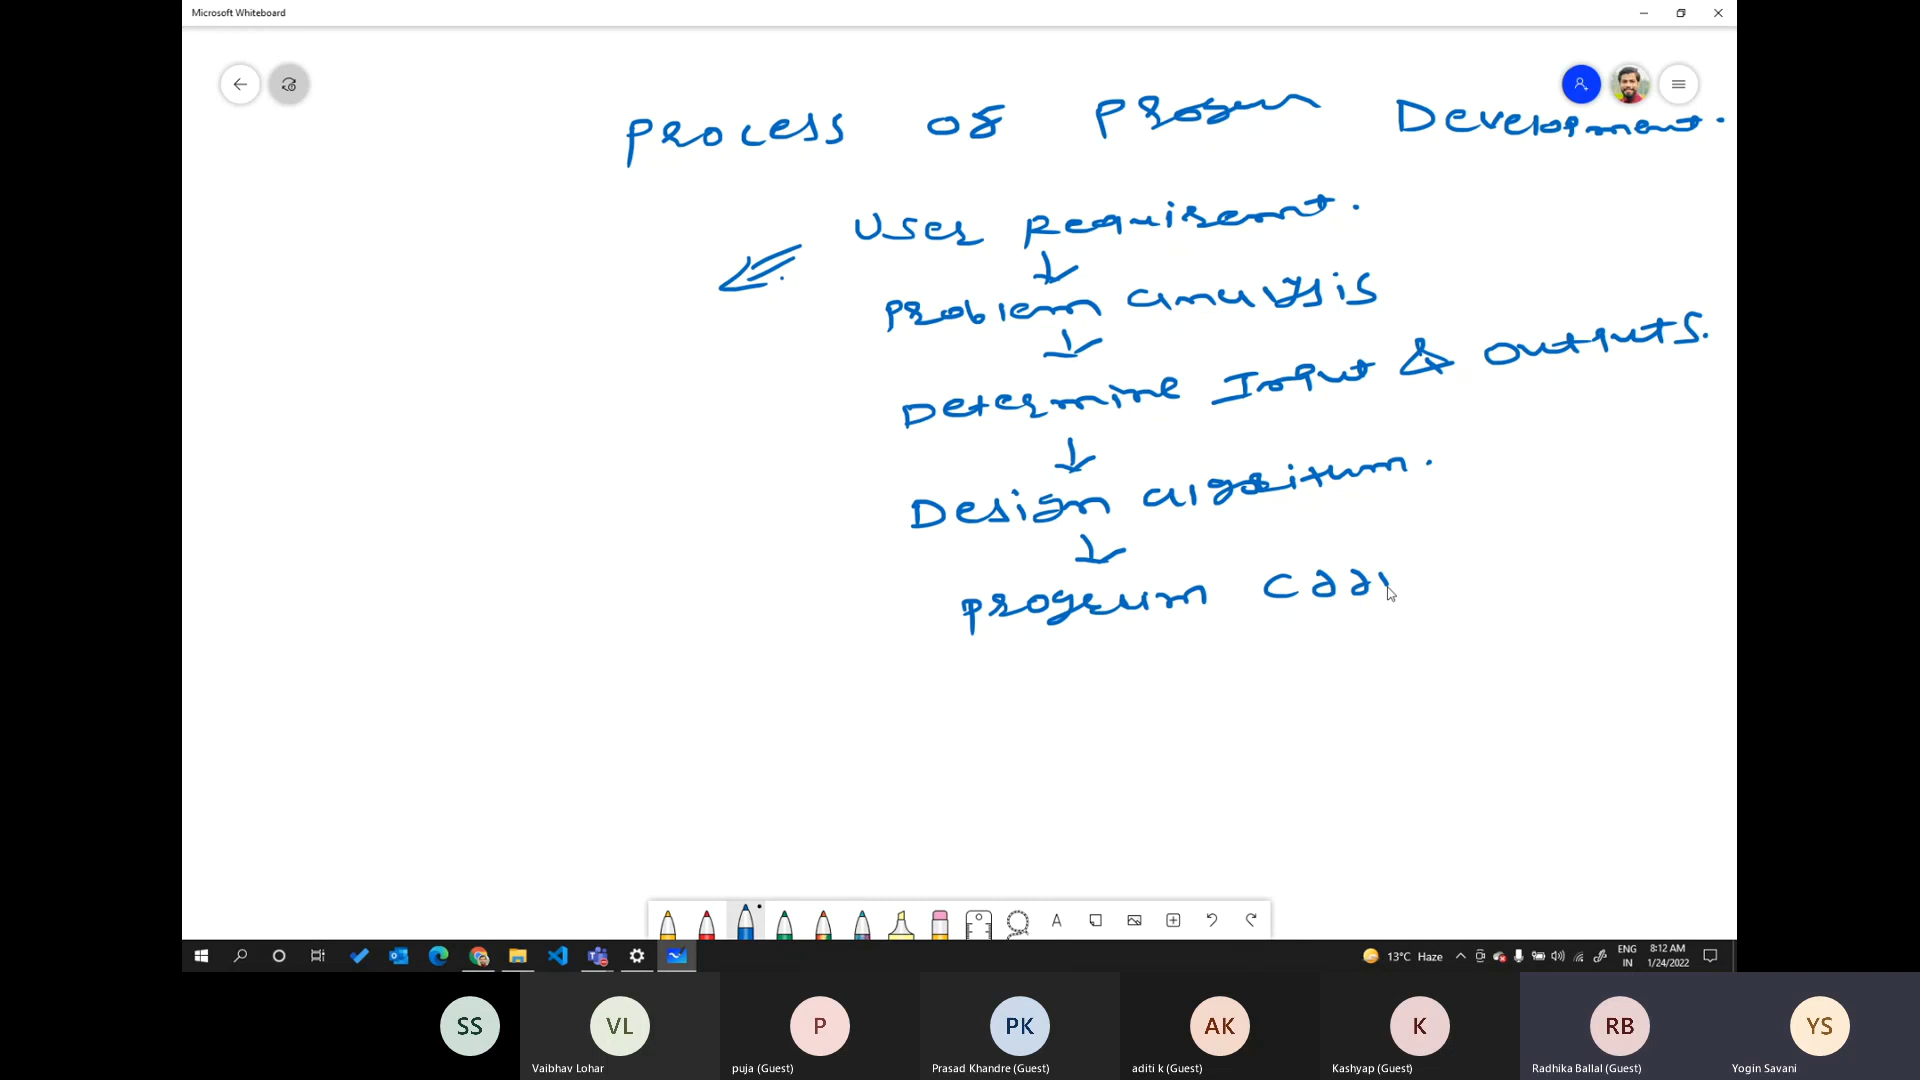 Microsoft Whiteboard
Process of Program Development.
User Requirement.
Problem analysis
Determine Input & Outputs.
Design algorithm.
Program
A
13°C Haze
ENG
IN
8:12 AM
1/24/2022
SS
VL
P
PK
AK
K
RB
YS
Vaibhav Lohar
puja (Guest)
Prasad Khandre (Guest)
aditi k (Guest)
Kashyap (Guest)
Radhika Ballal (Guest)
Yogin Savani